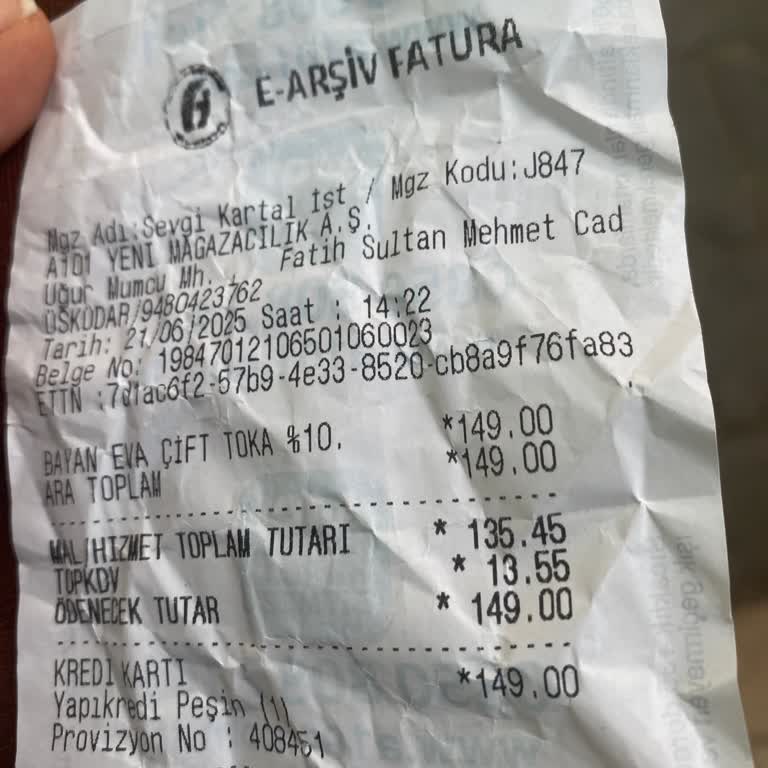 E-ARŞİV FATURA
Mgz Adı:Sevgi Kartal İst / Mgz Kodu:J847
A101 YENİ MAĞAZACILIK A.Ş.
Uğur Mumcu Mh. Fatih Sultan Mehmet Cad
ÜSKÜDAR/9480423762
Tarih: 21/06/2025 Saat : 14:22
Belge No: 19847012106501060023
ETTN :7d1ac6f2-57b9-4e33-8520-cb8a9f76fa83
BAYAN EVA ÇİFT TOKA %10. *149.00
ARA TOPLAM *149.00
MAL/HİZMET TOPLAM TUTARI * 135.45
TOPKDV * 13.55
ÖDENECEK TUTAR * 149.00
KREDİ KARTI *149.00
Yapıkredi Peşin (1)
Provizyon No : 408451